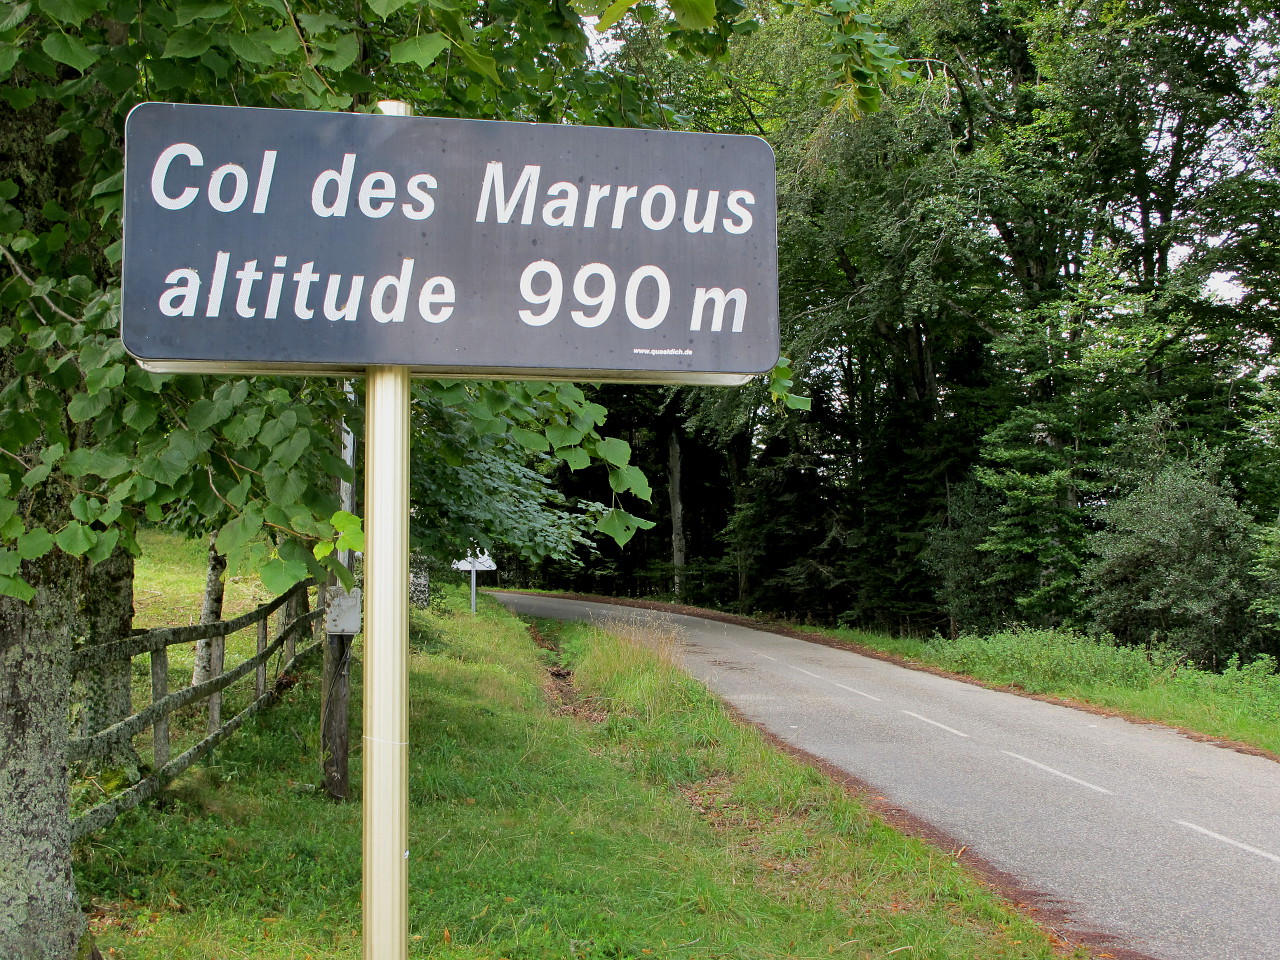 Col des Marrous
altitude 990 m
www.quaeldich.de